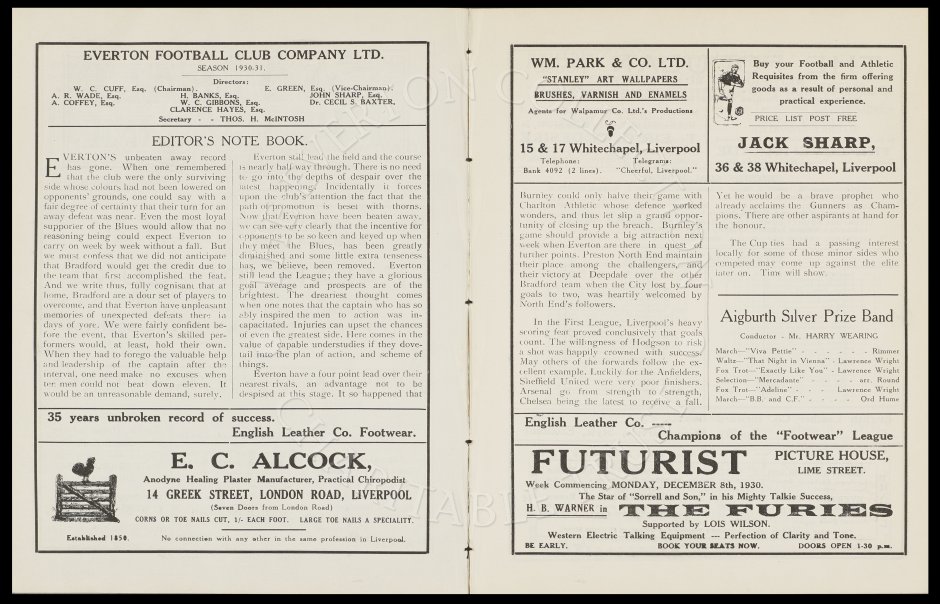 EVERTON FOOTBALL CLUB COMPANY LTD.
SEASON 1930-31.
Directors:
W. C. CUFF, Esq. (Chairman). E. GREEN, Esq. (Vice-Chairman).
A. R. WADE, Esq. H. BANKS, Esq. JOHN SHARP, Esq.
A. COFFEY, Esq. W. C. GIBBONS, Esq. Dr. CECIL S. BAXTER,
CLARENCE HAYES, Esq.
Secretary - - THOS. H. McINTOSH
EDITOR'S NOTE BOOK.
EVERTON'S unbeaten away record
has gone. When one remembered
that the club were the only surviving
side whose colours had not been lowered on
opponents' grounds, one could say with a
fair degree of certainty that their turn for an
away defeat was near. Even the most loyal
supporter of the Blues would allow that no
reasoning being could expect Everton to
carry on week by week without a fall. But
we must confess that we did not anticipate
that Bradford would get the credit due to
the team that first accomplished the feat.
And we write thus, fully cognisant that at
home, Bradford are a dour set of players to
overcome, and that Everton have unpleasant
memories of unexpected defeats there in
days of yore. We were fairly confident be-
fore the event, that Everton's skilled per-
formers would, at least, hold their own.
When they had to forego the valuable help
and leadership of the captain after the
interval, one need make no excuses when
ten men could not beat down eleven. It
would be an unreasonable demand, surely.
Everton still lead the field and the course
is nearly half way through. There is no need
to go into the depths of despair over the
latest happening. Incidentally it forces
upon the club's attention the fact that the
path of promotion is beset with thorns.
Now that Everton have been beaten away,
we can see very clearly that the incentive for
opponents to be so keen and keyed up when
they meet the Blues, has been greatly
diminished and some little extra tenseness
has, we believe, been removed. Everton
still lead the League; they have a glorious
goal average and prospects are of the
brightest. The dreariest thought comes
when one notes that the captain who has so
ably inspired the men to action was in-
capacitated. Injuries can upset the chances
of even the greatest side. Here comes in the
value of capable understudies if they dove-
tail into the plan of action, and scheme of
things.
Everton have a four point lead over their
nearest rivals, an advantage not to be
despised at this stage. It so happened that
35 years unbroken record of success.
English Leather Co. Footwear.
E. C. ALCOCK,
Anodyne Healing Plaster Manufacturer, Practical Chiropodist
14 GREEK STREET, LONDON ROAD, LIVERPOOL
(Seven Doors from London Road)
CORNS OR TOE NAILS CUT, 1/- EACH FOOT. LARGE TOE NAILS A SPECIALITY.
Established 1850. No connection with any other in the same profession in Liverpool.
WM. PARK & CO. LTD.
"STANLEY" ART WALLPAPERS
BRUSHES, VARNISH AND ENAMELS
Agents for Walpamur Co. Ltd.'s Productions
15 & 17 Whitechapel, Liverpool
Telephone: Telegrams:
Bank 4092 (2 lines). "Cheerful, Liverpool."
Buy your Football and Athletic
Requisites from the firm offering
goods as a result of personal and
practical experience.
PRICE LIST POST FREE
JACK SHARP,
36 & 38 Whitechapel, Liverpool
Burnley could only halve their game with
Charlton Athletic whose defence worked
wonders, and thus let slip a grand oppor-
tunity of closing up the breach. Burnley's
game should provide a big attraction next
week when Everton are there in quest of
further points. Preston North End maintain
their place among the challengers, and
their victory at Deepdale over the other
Bradford team when the City lost by four
goals to two, was heartily welcomed by
North End's followers.
In the First League, Liverpool's heavy
scoring feat proved conclusively that goals
count. The willingness of Hodgson to risk
a shot was happily crowned with success
May others of the forwards follow the ex-
cellent example. Luckily for the Anfielders,
Sheffield United were very poor finishers.
Arsenal go from strength to strength,
Chelsea being the latest to receive a fall.
Yet he would be a brave prophet who
already acclaims the Gunners as Cham-
pions. There are other aspirants at hand for
the honour.
The Cup ties had a passing interest
locally for some of those minor sides who
competed may come up against the elite
later on. Time will show.
Aigburth Silver Prize Band
Conductor - Mr. HARRY WEARING
March—"Viva Pettie" - - - - - - Rimmer
Waltz—"That Night in Vienna" - Lawrence Wright
Fox Trot—"Exactly Like You" - Lawrence Wright
Selection—"Mercadante" - - - - arr. Round
Fox Trot—"Adeline" - - - Lawrence Wright
March—"B.B. and C.F." - - - - Ord Hume
English Leather Co. ----
Champions of the "Footwear" League
FUTURIST PICTURE HOUSE,
LIME STREET.
Week Commencing MONDAY, DECEMBER 8th, 1930.
The Star of "Sorrell and Son," in his Mighty Talkie Success,
H. B. WARNER in THE FURIES
Supported by LOIS WILSON.
Western Electric Talking Equipment --- Perfection of Clarity and Tone.
BE EARLY. BOOK YOUR SEATS NOW. DOORS OPEN 1-30 p.m.